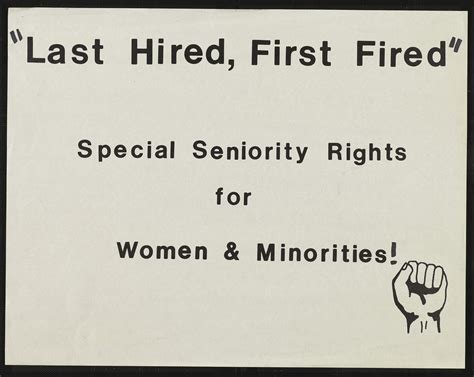 "Last Hired, First Fired"
Special Seniority Rights
for
Women & Minorities!